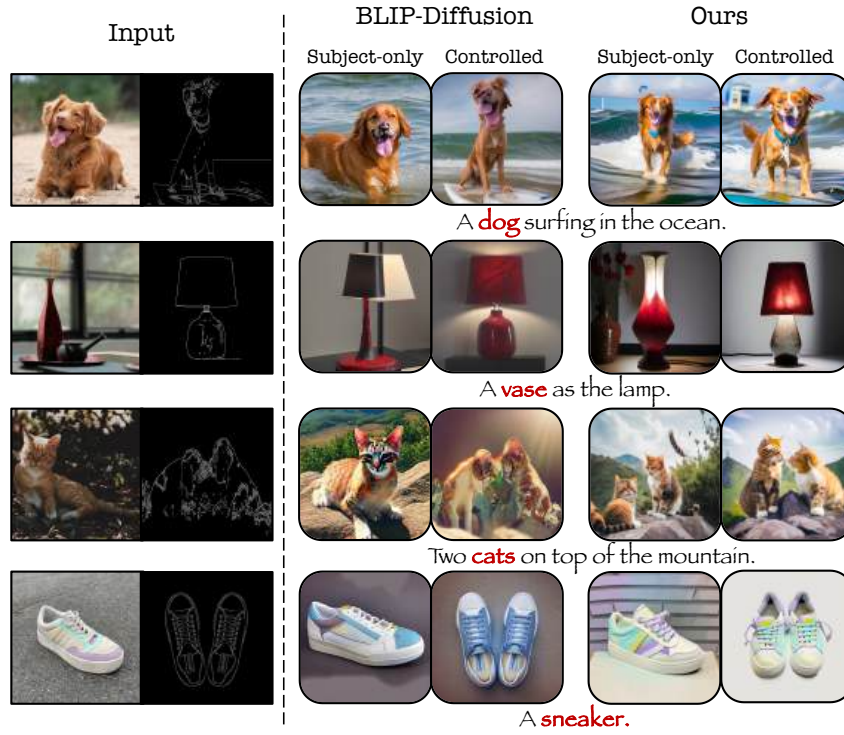 Input
BLIP-Diffusion
Ours
Subject-only
Controlled
Subject-only
Controlled
A dog surfing in the ocean.
A vase as the lamp.
Two cats on top of the mountain.
A sneaker.